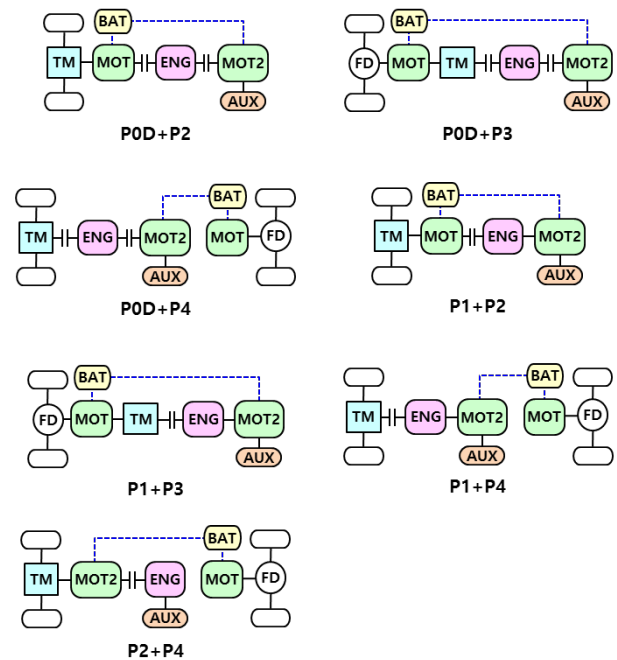 BAT
TM MOT ENG MOT2
AUX
P0D+P2
BAT
FD MOT TM ENG MOT2
AUX
P0D+P3
BAT
TM ENG MOT2 MOT FD
AUX
P0D+P4
BAT
TM MOT ENG MOT2
AUX
P1+P2
BAT
FD MOT TM ENG MOT2
AUX
P1+P3
BAT
TM ENG MOT2 MOT FD
AUX
P1+P4
BAT
TM MOT2 ENG MOT FD
AUX
P2+P4